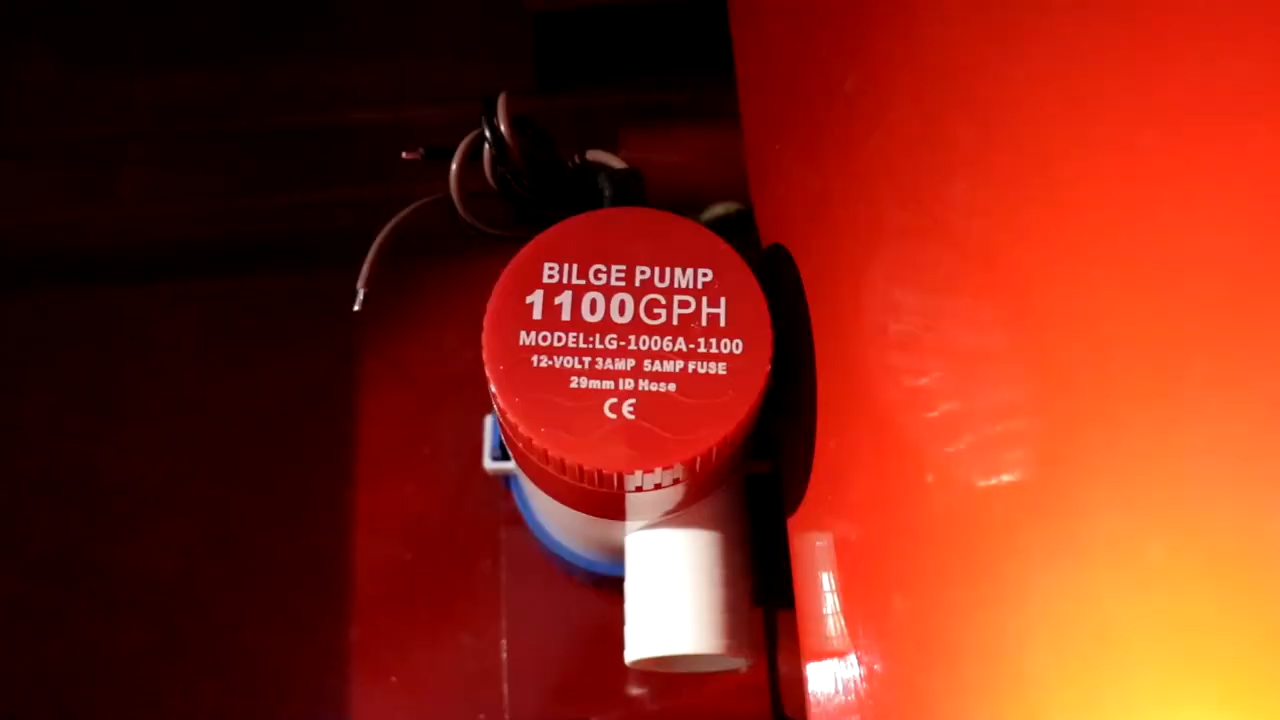 BILGE PUMP
1100GPH
MODEL:LG-1006A-1100
12-VOLT 3AMP 5AMP FUSE
29mm ID Hose
CE